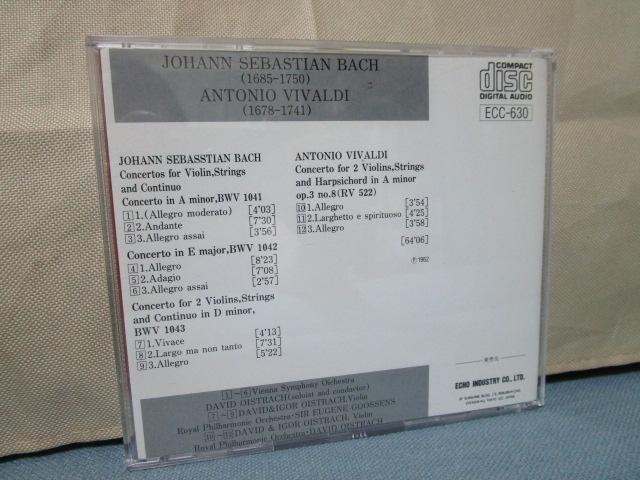 JOHANN SEBASTIAN BACH
(1685-1750)
ANTONIO VIVALDI
(1678-1741)
COMPACT
disc
DIGITAL AUDIO
ECC-630
JOHANN SEBASSTIAN BACH
Concertos for Violin,Strings
and Continuo
Concerto in A minor,BWV 1041
1 1.(Allegro moderato) [4'03]
2 2.Andante [7'30]
3 3.Allegro assai [3'56]
Concerto in E major,BWV 1042
4 1.Allegro [8'23]
5 2.Adagio [7'08]
6 3.Allegro assai [2'57]
Concerto for 2 Violins,Strings
and Continuo in D minor,
BWV 1043
7 1.Vivace [4'13]
8 2.Largo ma non tanto [7'31]
9 3.Allegro [5'22]
ANTONIO VIVALDI
Concerto for 2 Violins,Strings
and Harpsichord in A minor
op.3 no.8(RV 522)
10 1.Allegro [3'54]
11 2.Larghetto e spirituoso [4'25]
12 3.Allegro [3'58]
[64'06]
Ⓟ1962
発売元
ECHO INDUSTRY CO., LTD.
1~6 Vienna Symphony Orchestra
DAVID OISTRACH(soloist and conductor)
7~9 DAVID&IGOR OISTRACH,Violin
Royal Philharmonic Orchestra·SIR EUGENE GOOSSENS
10~12 DAVID & IGOR OISTRACH, Violin
Royal Philharmonic Orchestra·DAVID OISTRACH